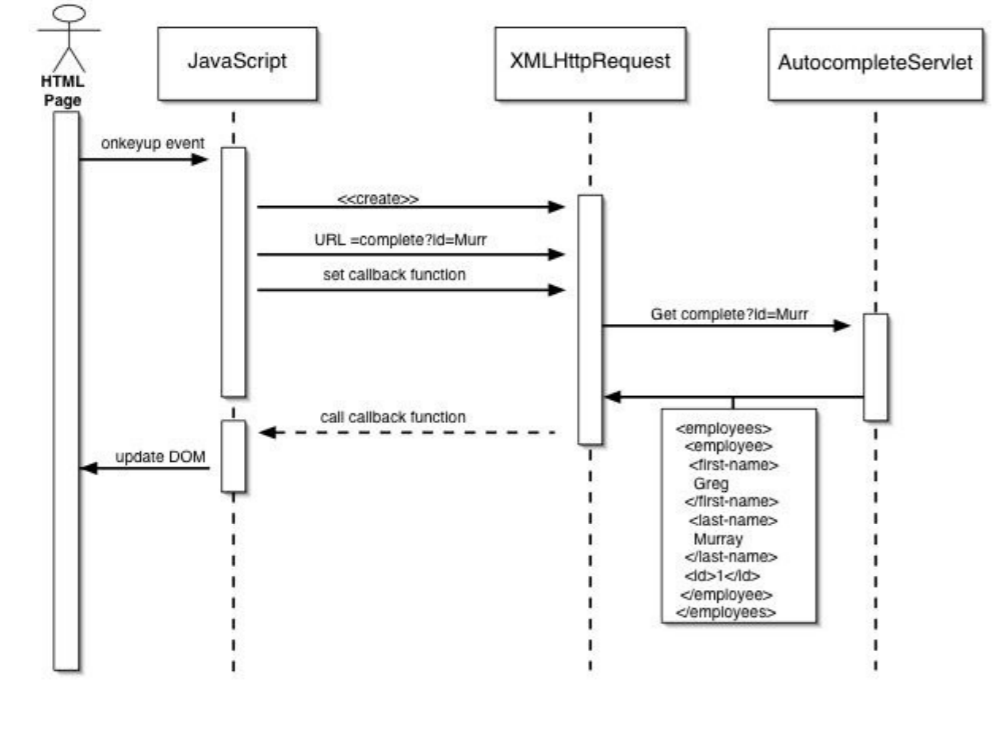 JavaScript
XMLHttpRequest
AutocompleteServlet
HTML
Page
onkeyup event
<<create>>
URL =complete?id=Murr
set callback function
Get complete?id=Murr
call callback function
update DOM
<employees>
<employee>
<first-name>
Greg
</first-name>
<last-name>
Murray
</last-name>
<id>1</id>
</employee>
</employees>